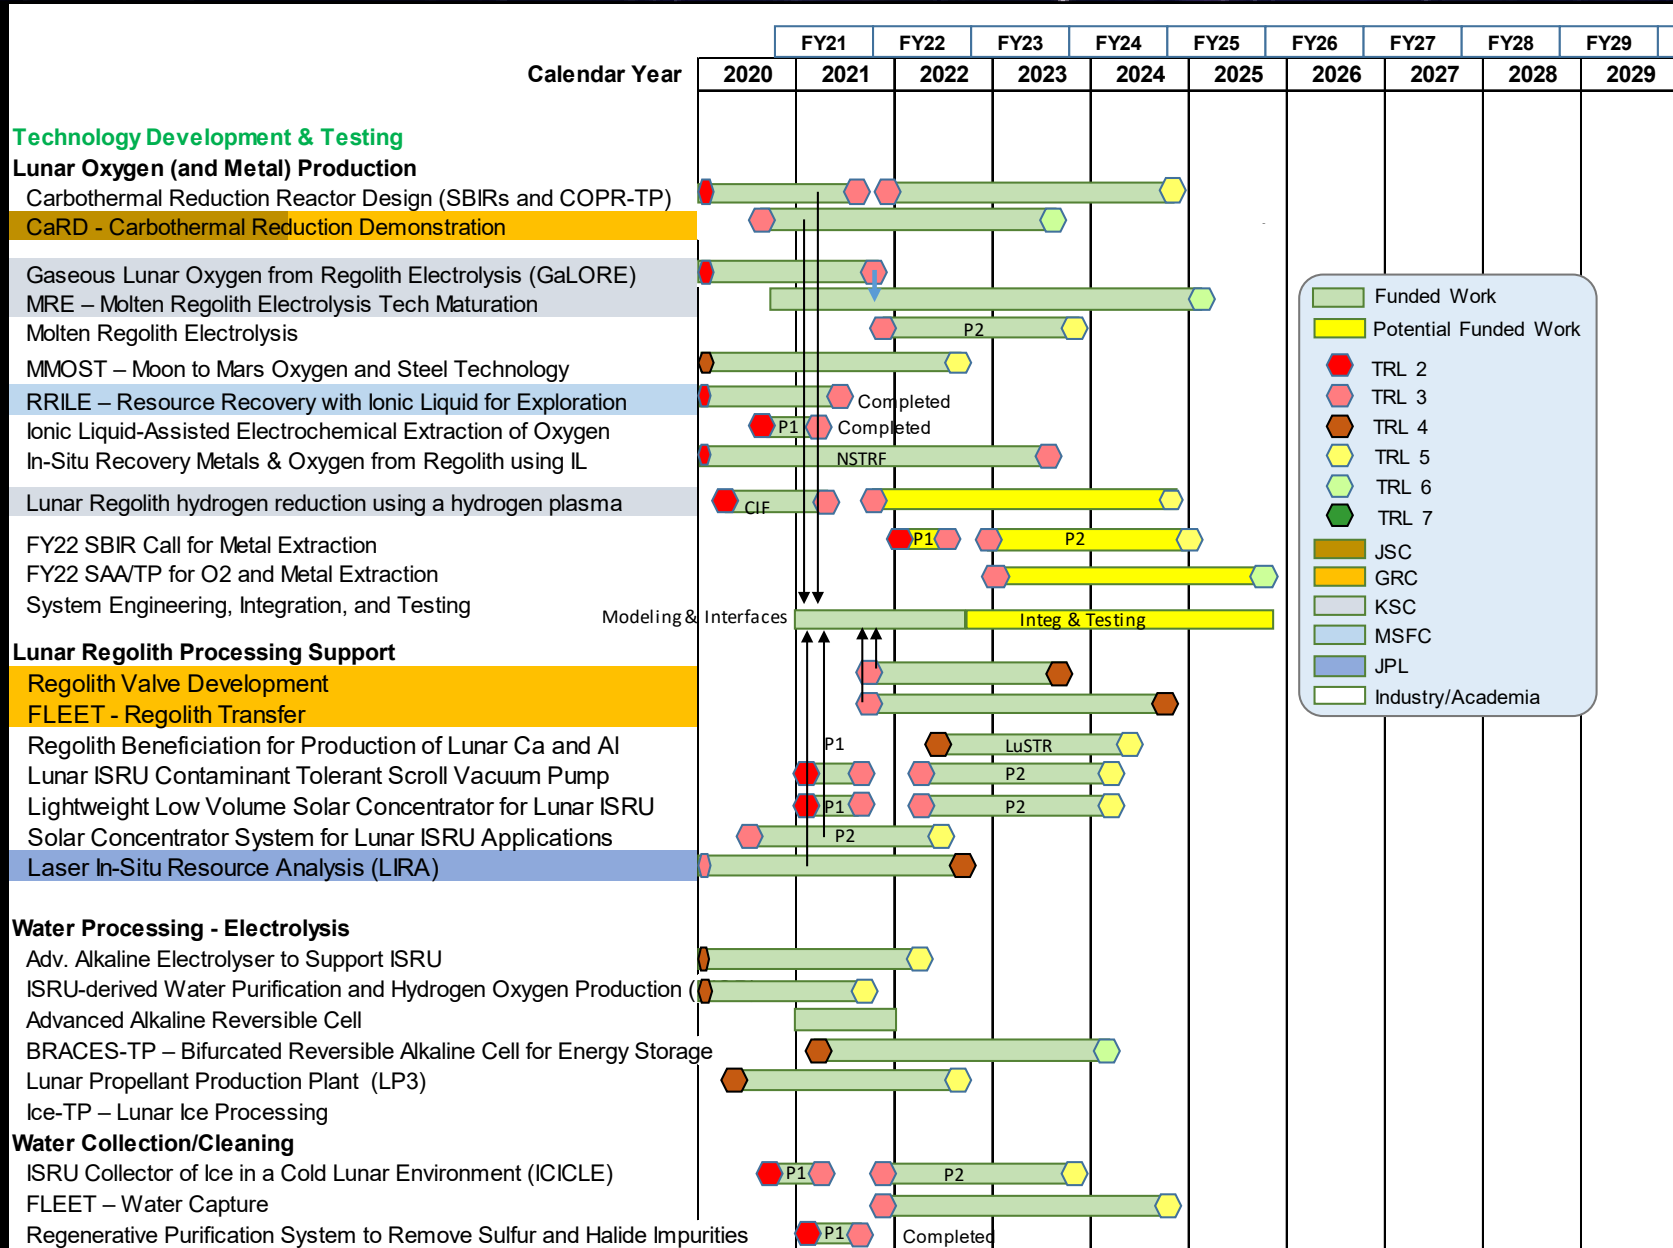 FY21 FY22 FY23 FY24 FY25 FY26 FY27 FY28 FY29
Calendar Year 2020 2021 2022 2023 2024 2025 2026 2027 2028 2029
Technology Development & Testing
Lunar Oxygen (and Metal) Production
Carbothermal Reduction Reactor Design (SBIRs and COPR-TP)
CaRD - Carbothermal Reduction Demonstration
Gaseous Lunar Oxygen from Regolith Electrolysis (GaLORE)
MRE – Molten Regolith Electrolysis Tech Maturation
Molten Regolith Electrolysis P2
MMOST – Moon to Mars Oxygen and Steel Technology
RRILE – Resource Recovery with Ionic Liquid for Exploration Completed
Ionic Liquid-Assisted Electrochemical Extraction of Oxygen P1 Completed
In-Situ Recovery Metals & Oxygen from Regolith using IL NSTRF
Lunar Regolith hydrogen reduction using a hydrogen plasma CIF
FY22 SBIR Call for Metal Extraction P1 P2
FY22 SAA/TP for O2 and Metal Extraction
System Engineering, Integration, and Testing
Modeling & Interfaces Integ & Testing
Lunar Regolith Processing Support
Regolith Valve Development
FLEET - Regolith Transfer
Regolith Beneficiation for Production of Lunar Ca and Al P1 LuSTR
Lunar ISRU Contaminant Tolerant Scroll Vacuum Pump P2
Lightweight Low Volume Solar Concentrator for Lunar ISRU P1 P2
Solar Concentrator System for Lunar ISRU Applications P2
Laser In-Situ Resource Analysis (LIRA)
Water Processing - Electrolysis
Adv. Alkaline Electrolyser to Support ISRU
ISRU-derived Water Purification and Hydrogen Oxygen Production (
Advanced Alkaline Reversible Cell
BRACES-TP – Bifurcated Reversible Alkaline Cell for Energy Storage
Lunar Propellant Production Plant (LP3)
Ice-TP – Lunar Ice Processing
Water Collection/Cleaning
ISRU Collector of Ice in a Cold Lunar Environment (ICICLE) P1 P2
FLEET – Water Capture
Regenerative Purification System to Remove Sulfur and Halide Impurities P1 Completed
Funded Work
Potential Funded Work
TRL 2
TRL 3
TRL 4
TRL 5
TRL 6
TRL 7
JSC
GRC
KSC
MSFC
JPL
Industry/Academia